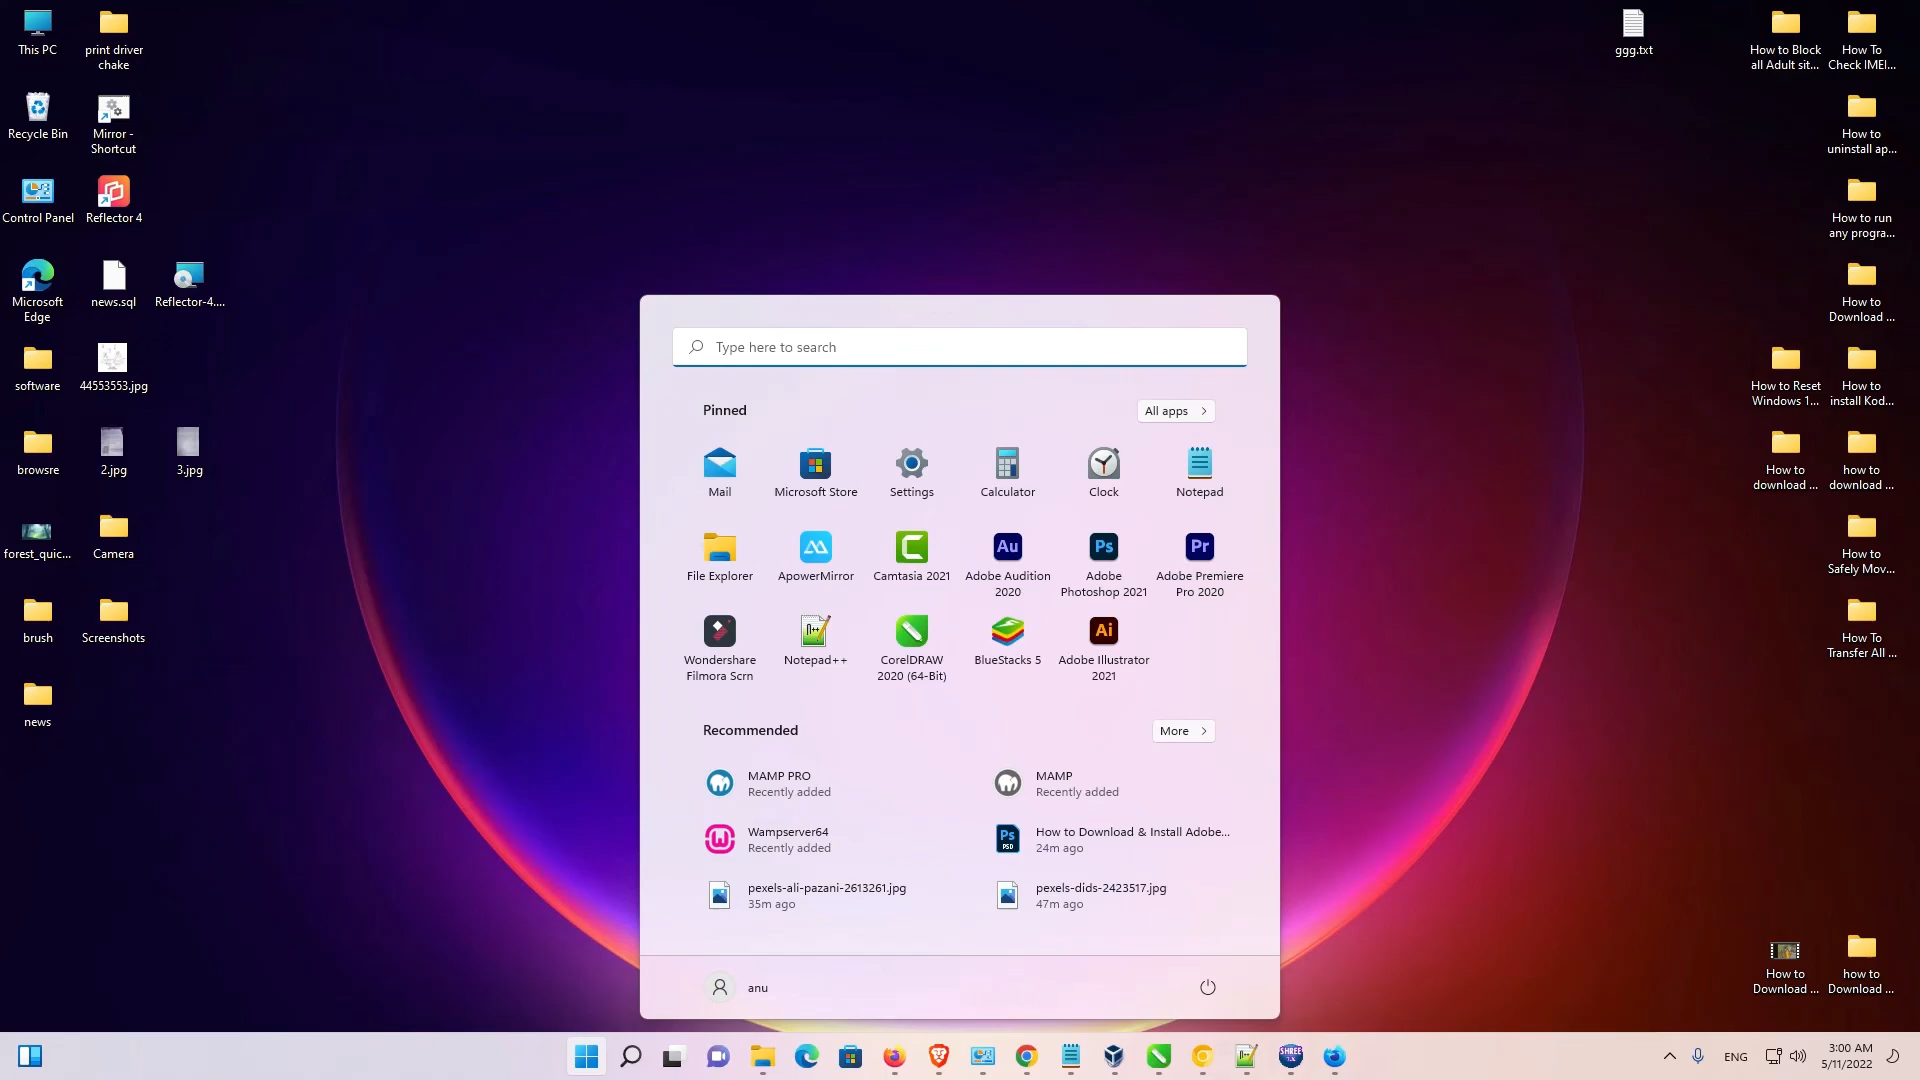 This PC
print driver
chake
Recycle Bin
Mirror -
Shortcut
Control Panel
Reflector 4
Microsoft
Edge
news.sql
Reflector-4....
software
44553553.jpg
browsre
2.jpg
3.jpg
forest_quic...
Camera
brush
Screenshots
news
ggg.txt
How to Block
all Adult sit...
How To
Check IMEI...
How to
uninstall ap...
How to run
any progra...
How to
Download ...
How to Reset
Windows 1...
How to
install Kod...
How to
download ...
how to
download ...
How to
Safely Mov...
How To
Transfer All ...
How to
Download ...
how to
Download ...
Type here to search
Pinned
All apps
Mail
Microsoft Store
Settings
Calculator
Clock
Notepad
File Explorer
ApowerMirror
Camtasia 2021
Au
Adobe Audition
2020
Ps
Adobe
Photoshop 2021
Pr
Adobe Premiere
Pro 2020
Wondershare
Filmora Scrn
Notepad++
CorelDRAW
2020 (64-Bit)
BlueStacks 5
Ai
Adobe Illustrator
2021
Recommended
More
MAMP PRO
Recently added
MAMP
Recently added
Wampserver64
Recently added
Ps
PSD
How to Download & Install Adobe...
24m ago
pexels-ali-pazani-2613261.jpg
35m ago
pexels-dids-2423517.jpg
47m ago
anu
SHREE
ENG
3:00 AM
5/11/2022